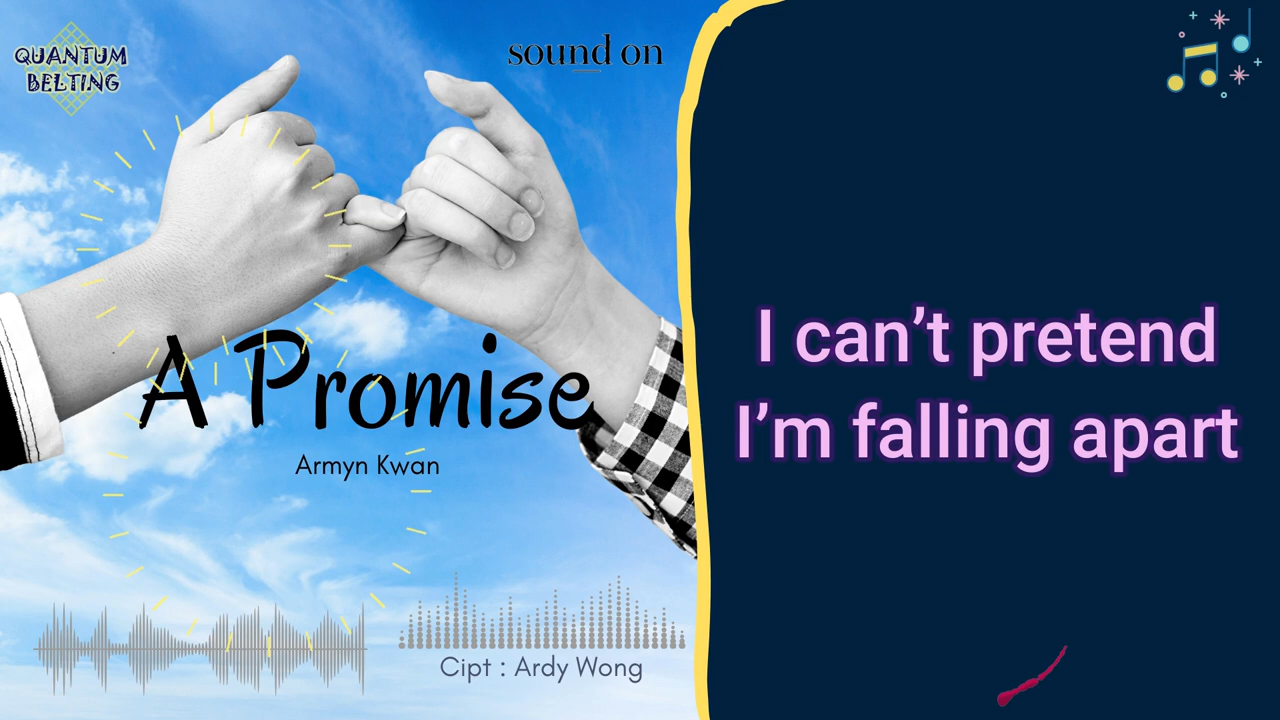 QUANTUM
BELTING
sound on
A Promise
Armyn Kwan
Cipt : Ardy Wong
I can’t pretend
I’m falling apart